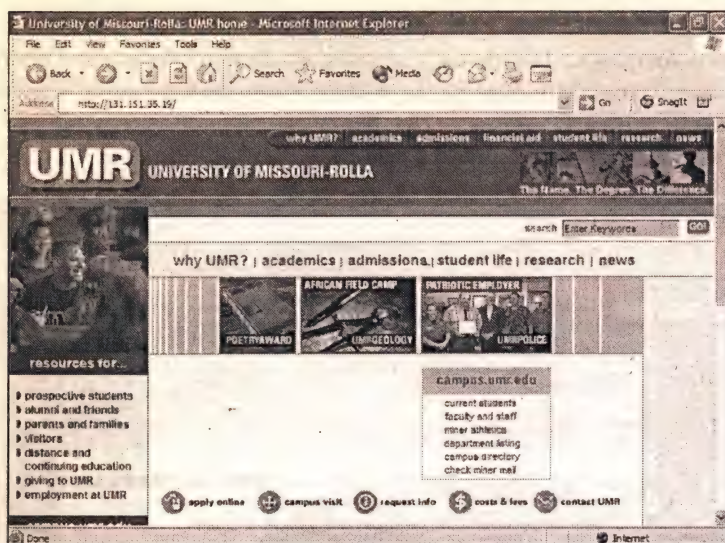 University of Missouri-Rolla: UMR home - Microsoft Internet Explorer
File Edit View Favorites Tools Help
Back Search Favorites Media
Address http://131.151.35.19/ Go SnagIt
why UMR? academics admissions financial aid student life research news
UMR UNIVERSITY OF MISSOURI-ROLLA
The Name. The Degree. The Difference.
search Enter Keywords GO!
why UMR? | academics | admissions | student life | research | news
AFRICAN FIELD CAMP PATRIOTIC EMPLOYER
POETRYAWARD UMRGEOLOGY UMRPOLICE
resources for...
prospective students
alumni and friends
parents and families
visitors
distance and
continuing education
giving to UMR
employment at UMR
campus.umr.edu
current students
faculty and staff
miner athletics
department listing
campus directory
check miner mail
apply online campus visit request info costs & fees contact UMR
Done Internet